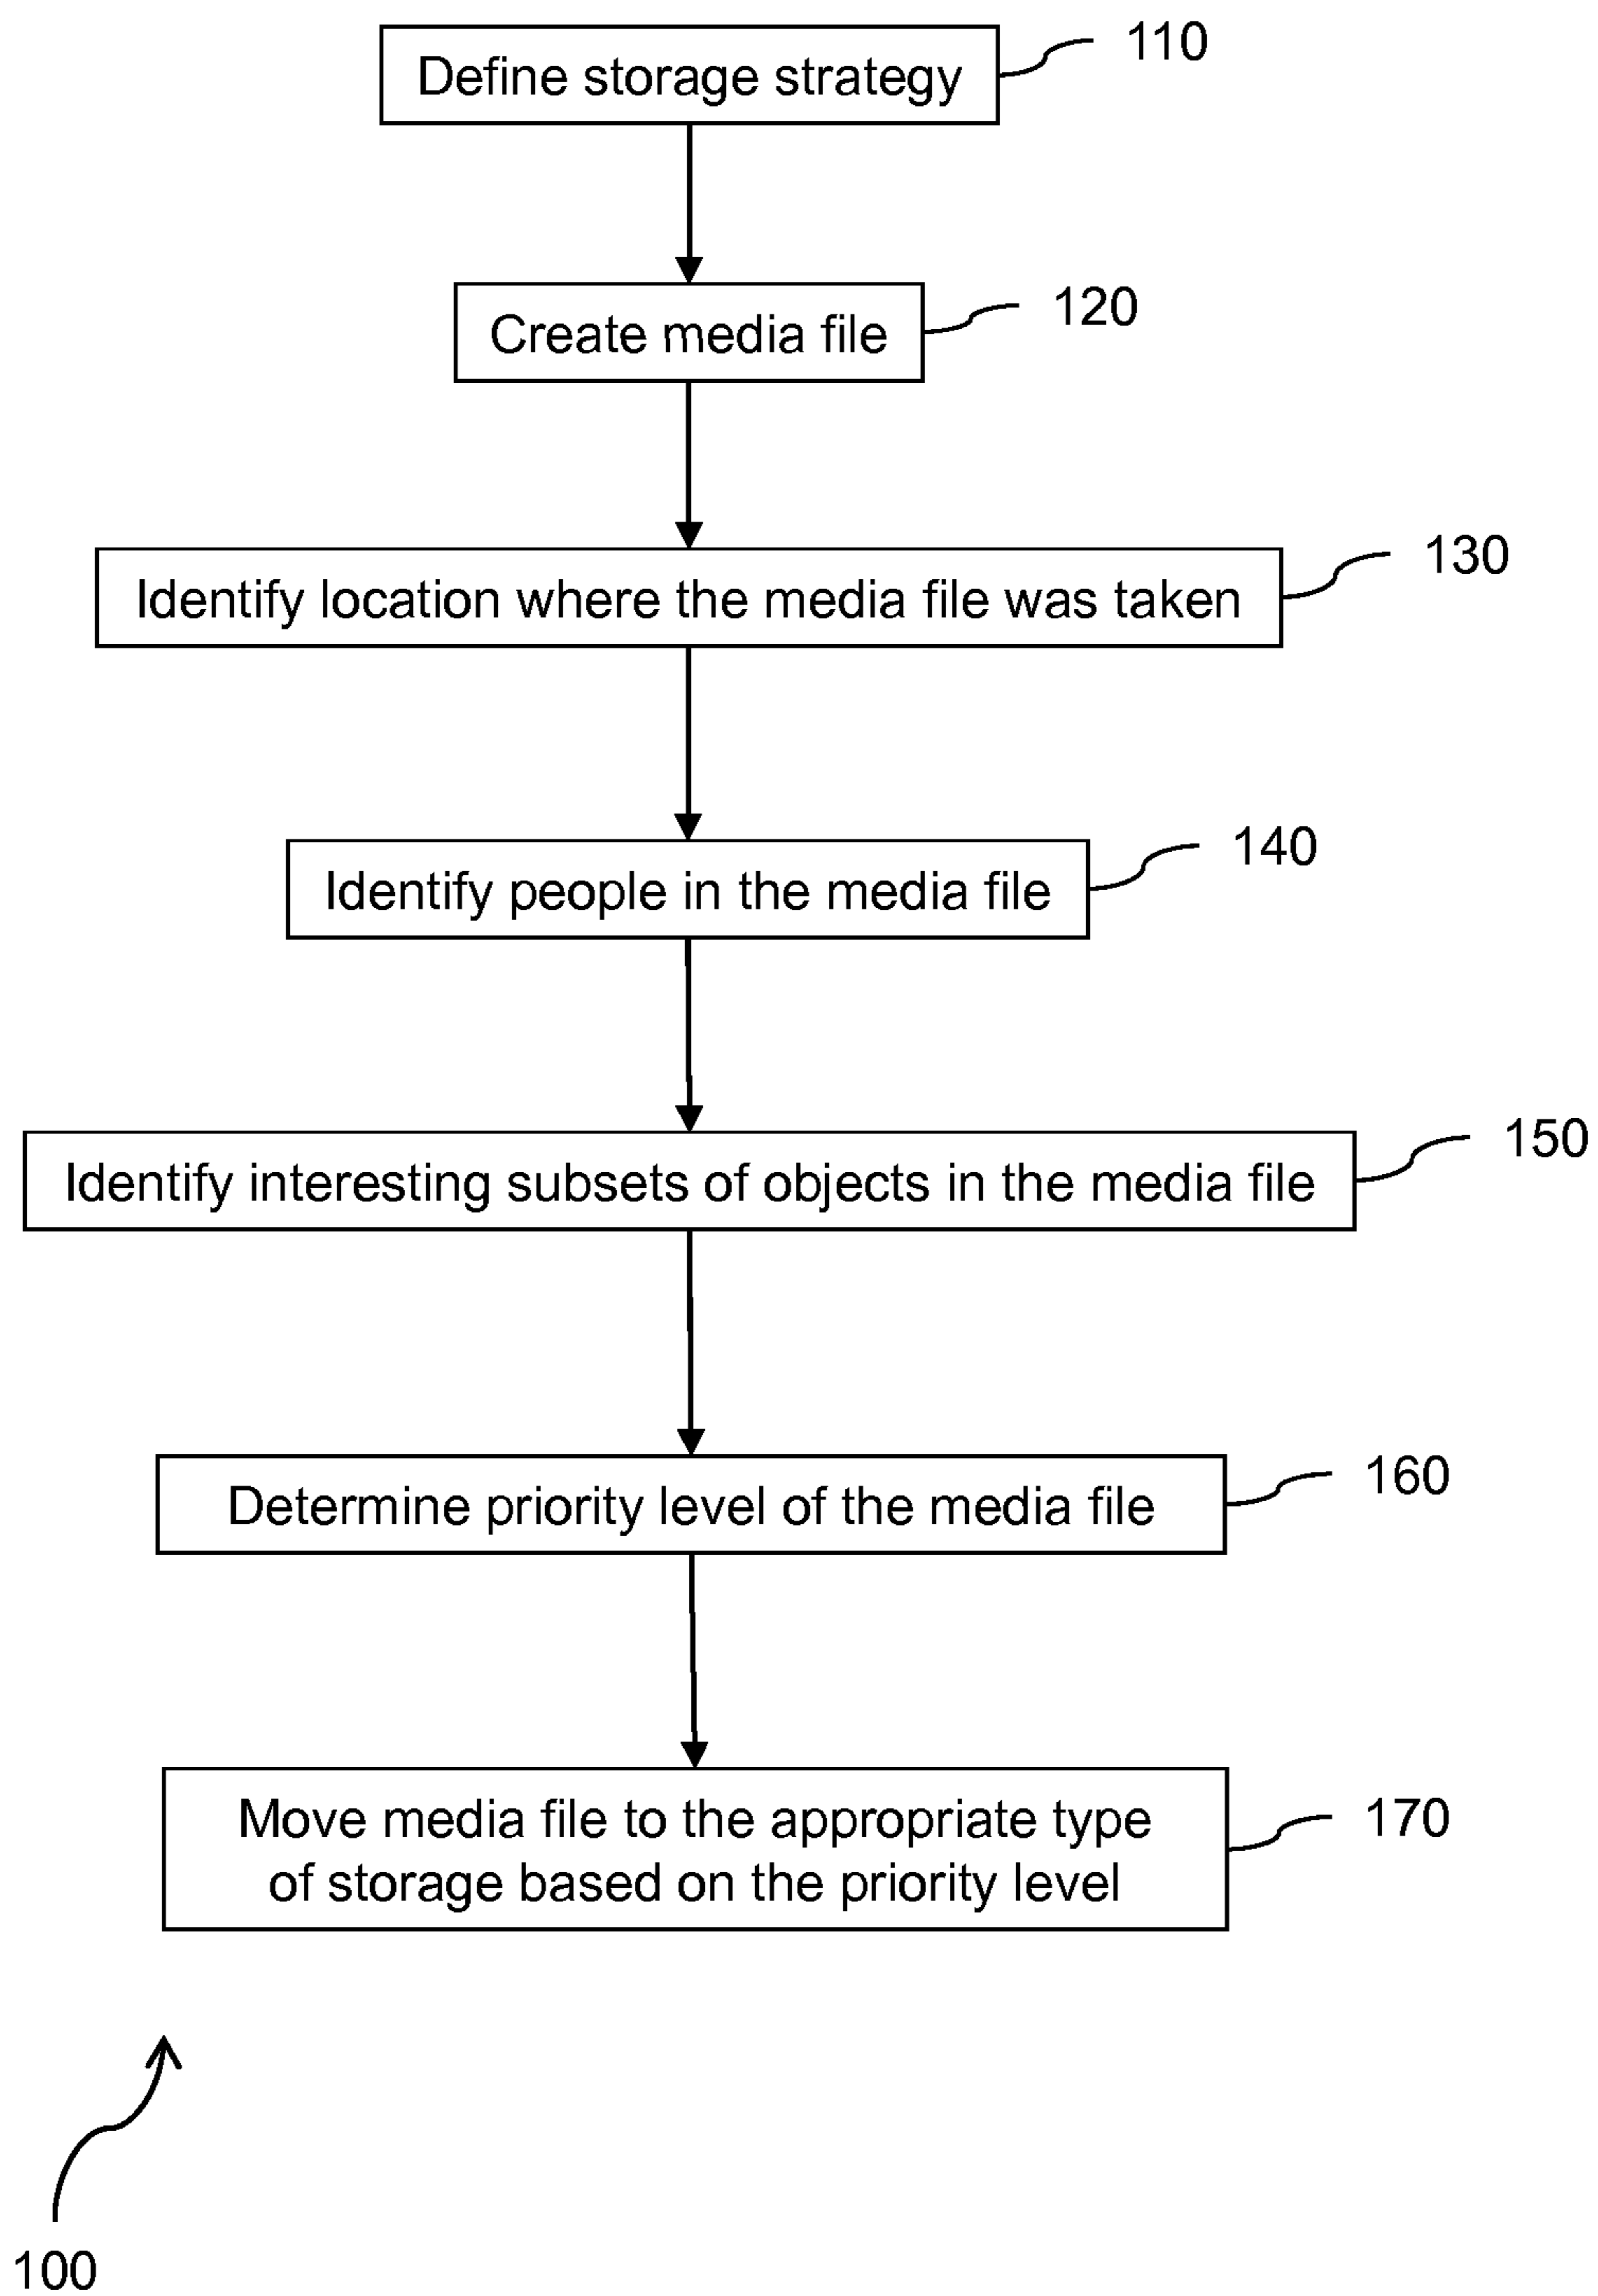 Define storage strategy
110
Create media file
120
Identify location where the media file was taken
130
Identify people in the media file
140
Identify interesting subsets of objects in the media file
150
Determine priority level of the media file
160
Move media file to the appropriate type
of storage based on the priority level
170
100